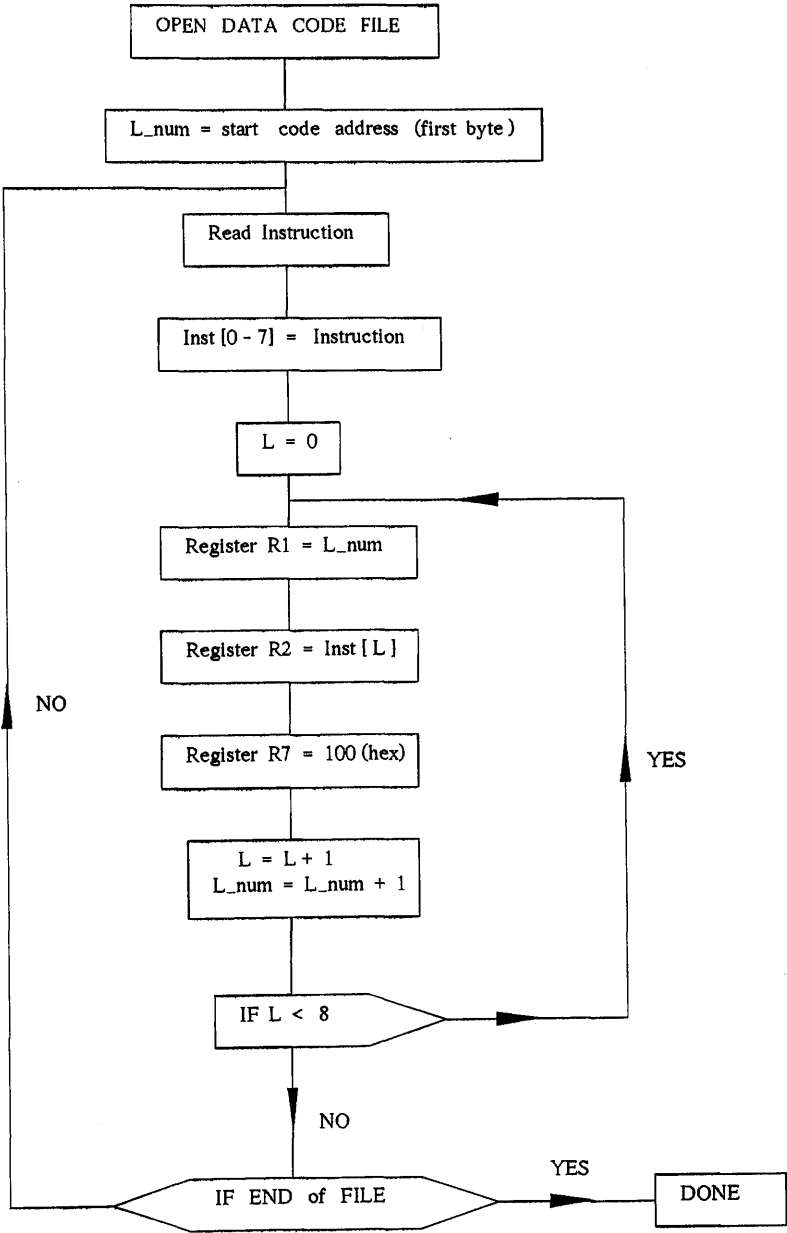 OPEN DATA CODE FILE
L_num = start code address (first byte)
Read Instruction
Inst [0 - 7] = Instruction
L = 0
Register R1 = L_num
Register R2 = Inst [ L ]
NO
Register R7 = 100 (hex)
YES
L = L + 1
L_num = L_num + 1
IF L < 8
NO
YES
IF END of FILE
DONE